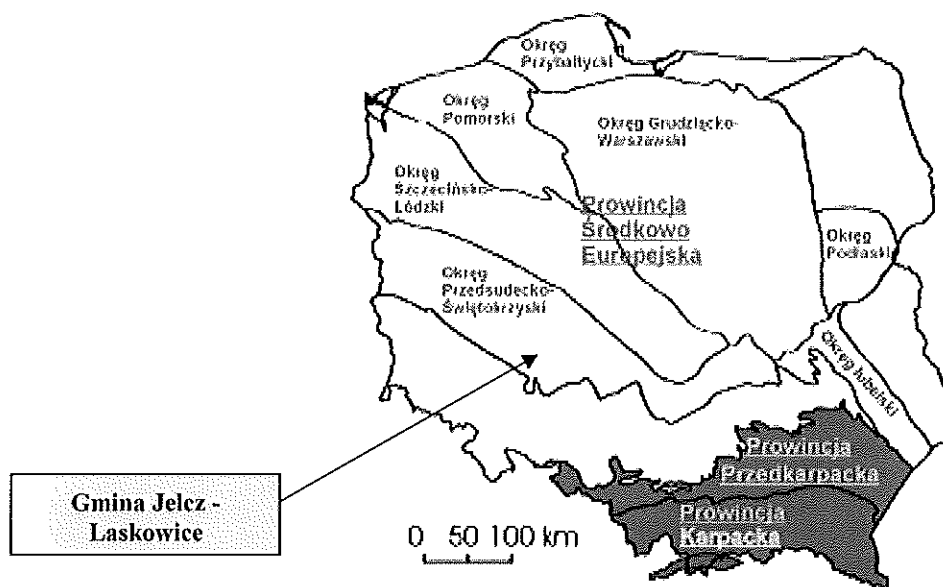 Okręg
Przybałtycki
Okręg
Pomorski
Okręg Grudziącko-
Warszawski
Okręg
Szczecińsko-
Łódzki
Prowincja
Środkowo
Europejska
Okręg
Podlaski
Okręg
Przedsudecko-
Świętokrzyski
Okręg lubelski
Prowincja
Przedkarpacka
Gmina Jelcz -
Laskowice
Prowincja
Karpacka
0 50 100 km